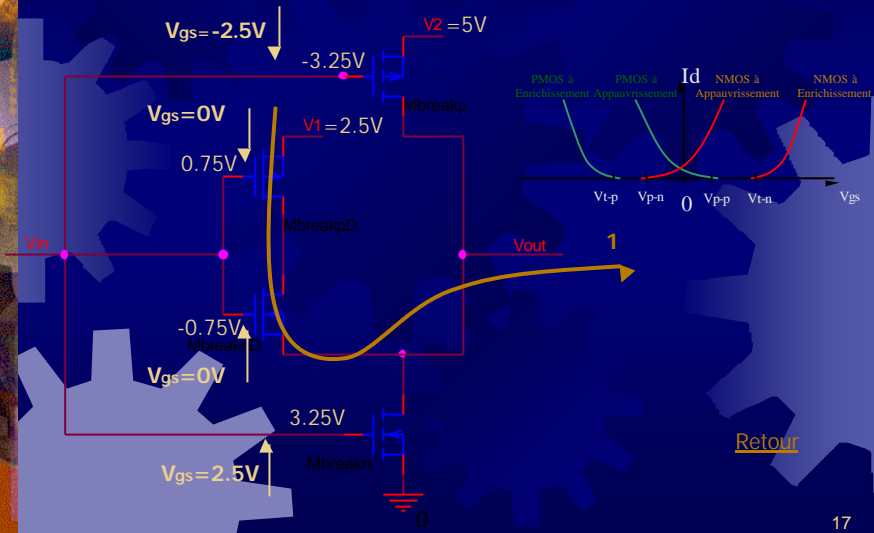 Vgs=-2.5V
V2 =5V
-3.25V
Mbreakp
Vgs=0V
V1 =2.5V
0.75V
MbreakpD
Vin
Vout
1
-0.75V
MbreaknD
Vgs=0V
3.25V
Mbreakn
Vgs=2.5V
0
Id
PMOS à Enrichissement
PMOS à Appauvrissement
NMOS à Appauvrissement
NMOS à Enrichissement
Vt-p
Vp-n
0
Vp-p
Vt-n
Vgs
Retour
17